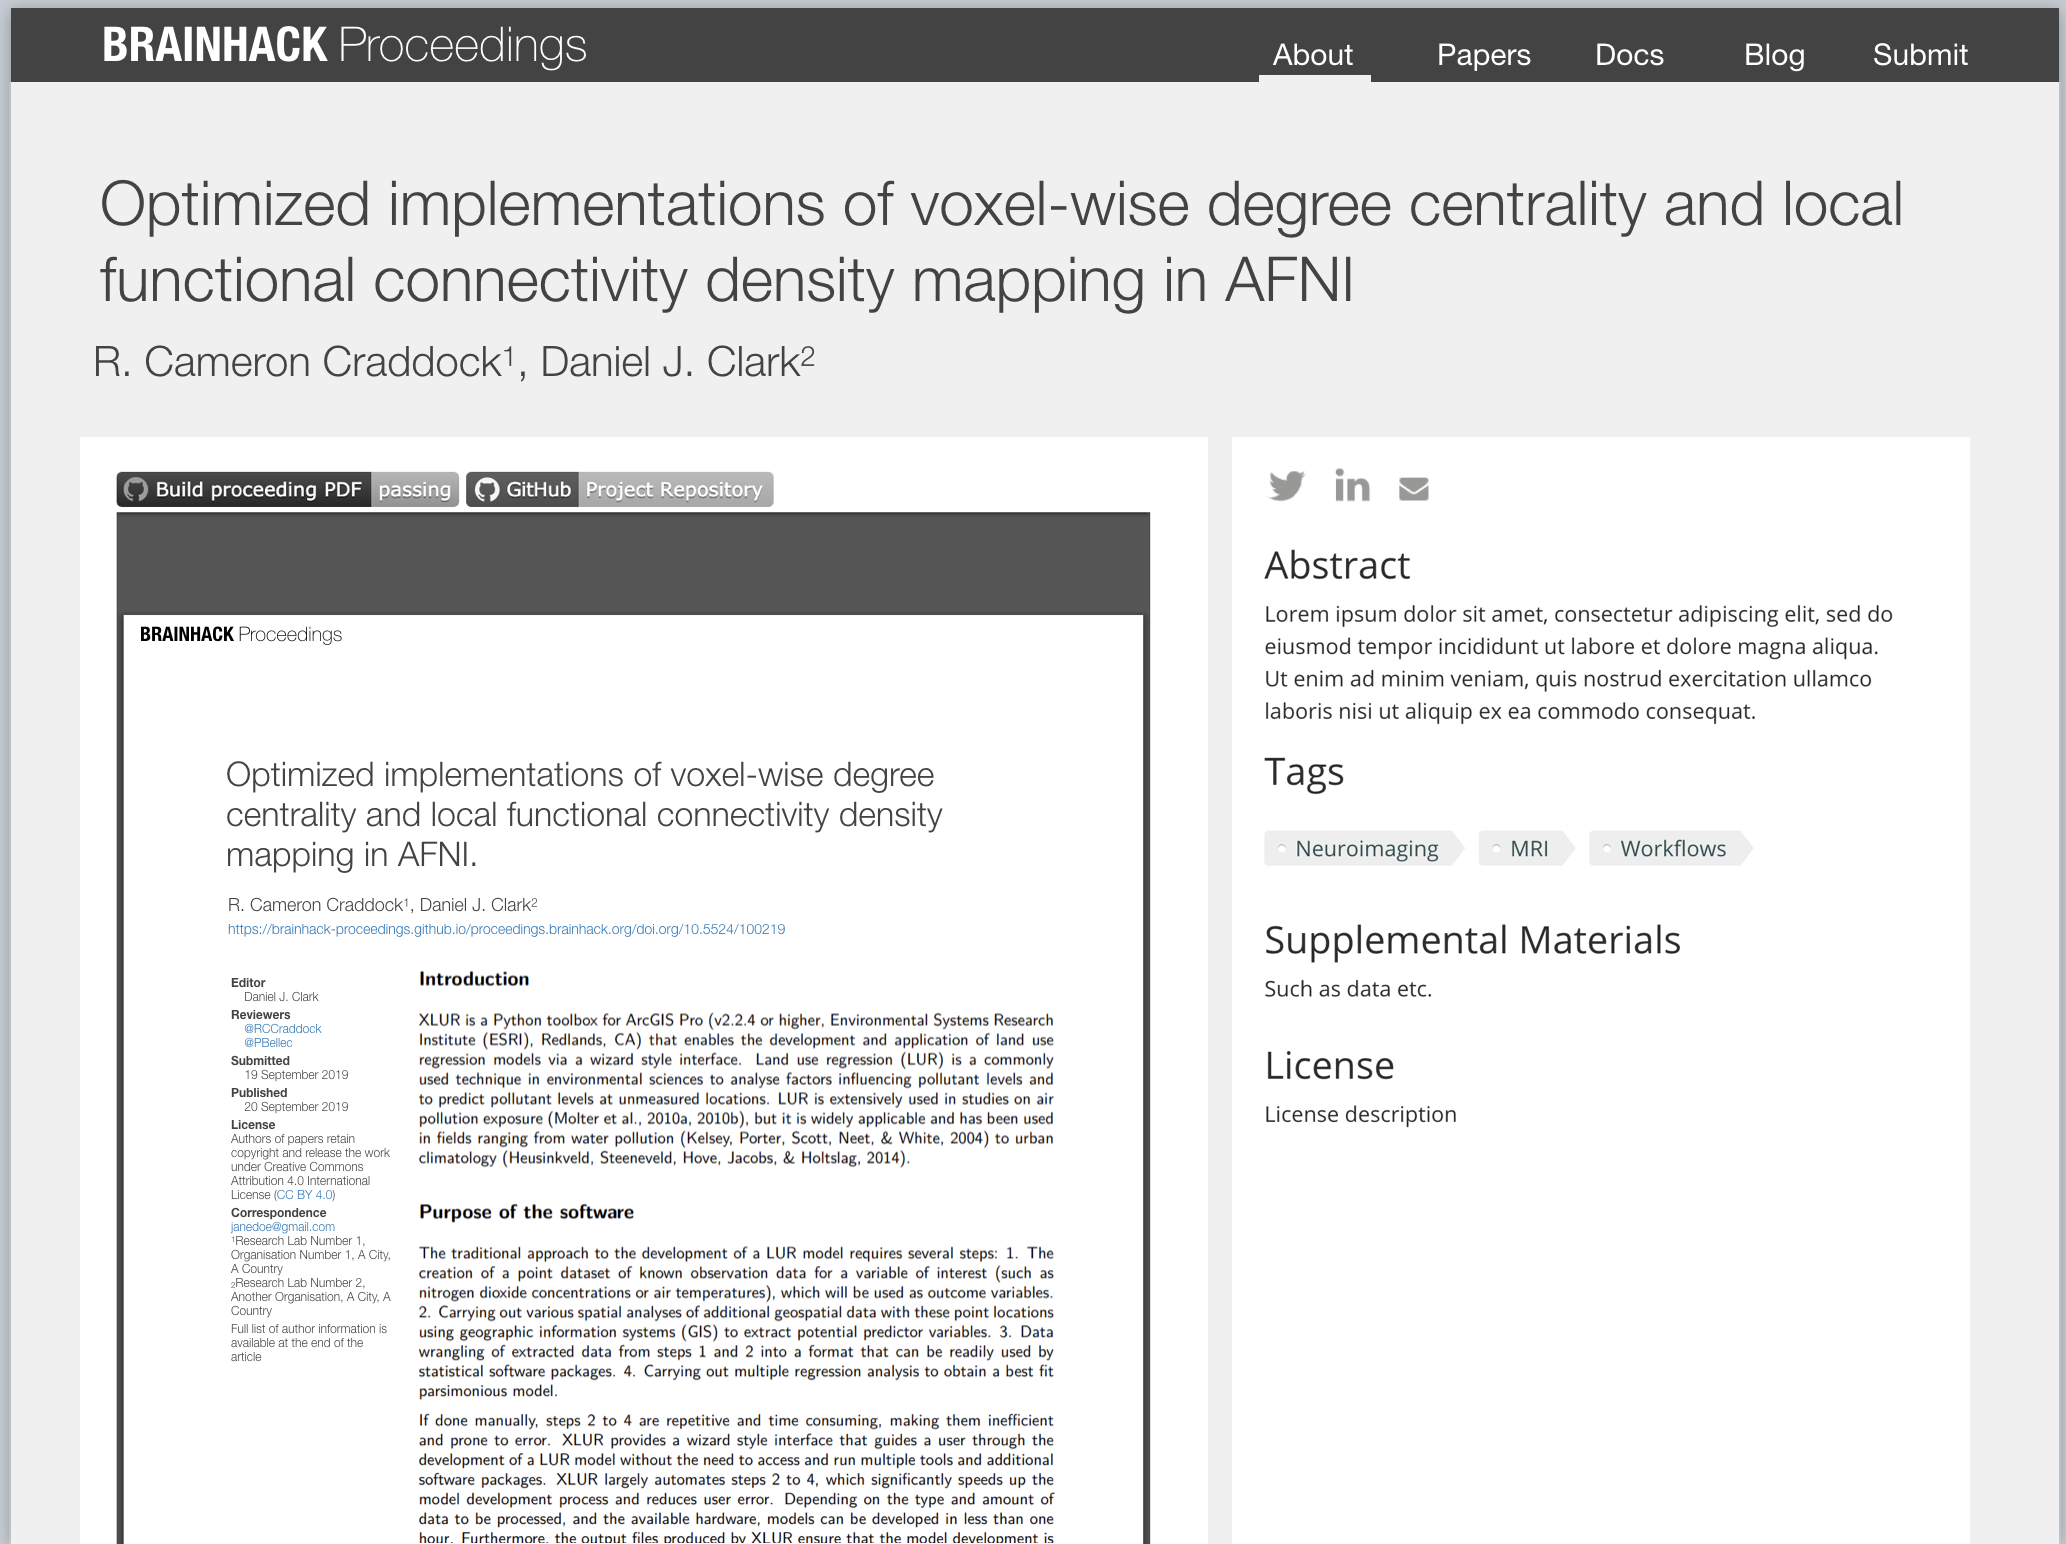 BRAINHACK Proceedings
About Papers Docs Blog Submit
Optimized implementations of voxel-wise degree centrality and local
functional connectivity density mapping in AFNI
R. Cameron Craddock¹, Daniel J. Clark²
Build proceeding PDF passing GitHub Project Repository
BRAINHACK Proceedings
Optimized implementations of voxel-wise degree
centrality and local functional connectivity density
mapping in AFNI.
R. Cameron Craddock¹, Daniel J. Clark²
https://brainhack-proceedings.github.io/proceedings.brainhack.org/doi.org/10.5524/100219
Editor
Daniel J. Clark
Reviewers
@RCCraddock
@PBellec
Submitted
19 September 2019
Published
20 September 2019
License
Authors of papers retain
copyright and release the work
under Creative Commons
Attribution 4.0 International
License (CC BY 4.0)
Correspondence
janedoe@gmail.com
¹Research Lab Number 1,
Organisation Number 1, A City,
A Country
₂Research Lab Number 2,
Another Organisation, A City, A
Country
Full list of author information is
available at the end of the
article
Introduction
XLUR is a Python toolbox for ArcGIS Pro (v2.2.4 or higher, Environmental Systems Research
Institute (ESRI), Redlands, CA) that enables the development and application of land use
regression models via a wizard style interface. Land use regression (LUR) is a commonly
used technique in environmental sciences to analyse factors influencing pollutant levels and
to predict pollutant levels at unmeasured locations. LUR is extensively used in studies on air
pollution exposure (Molter et al., 2010a, 2010b), but it is widely applicable and has been used
in fields ranging from water pollution (Kelsey, Porter, Scott, Neet, & White, 2004) to urban
climatology (Heusinkveld, Steeneveld, Hove, Jacobs, & Holtslag, 2014).
Purpose of the software
The traditional approach to the development of a LUR model requires several steps: 1. The
creation of a point dataset of known observation data for a variable of interest (such as
nitrogen dioxide concentrations or air temperatures), which will be used as outcome variables.
2. Carrying out various spatial analyses of additional geospatial data with these point locations
using geographic information systems (GIS) to extract potential predictor variables. 3. Data
wrangling of extracted data from steps 1 and 2 into a format that can be readily used by
statistical software packages. 4. Carrying out multiple regression analysis to obtain a best fit
parsimonious model.
If done manually, steps 2 to 4 are repetitive and time consuming, making them inefficient
and prone to error. XLUR provides a wizard style interface that guides a user through the
development of a LUR model without the need to access and run multiple tools and additional
software packages. XLUR largely automates steps 2 to 4, which significantly speeds up the
model development process and reduces user error. Depending on the type and amount of
data to be processed, and the available hardware, models can be developed in less than one
hour. Furthermore, the output files produced by XLUR ensure that the model development is
in
Abstract
Lorem ipsum dolor sit amet, consectetur adipiscing elit, sed do
eiusmod tempor incididunt ut labore et dolore magna aliqua.
Ut enim ad minim veniam, quis nostrud exercitation ullamco
laboris nisi ut aliquip ex ea commodo consequat.
Tags
Neuroimaging MRI Workflows
Supplemental Materials
Such as data etc.
License
License description